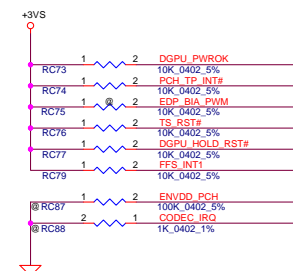 +3VS
1 2 DGPU_PWROK
RC73 10K_0402_5%
1 2 PCH_TP_INT#
RC74 10K_0402_5%
1 @ 2 EDP_BIA_PWM
RC75 10K_0402_5%
1 2 TS_RST#
RC76 10K_0402_5%
1 2 DGPU_HOLD_RST#
RC77 10K_0402_5%
1 2 FFS_INT1
RC79 10K_0402_5%
1 2 ENVDD_PCH
@ RC87 100K_0402_5%
2 1 CODEC_IRQ
@ RC88 1K_0402_1%